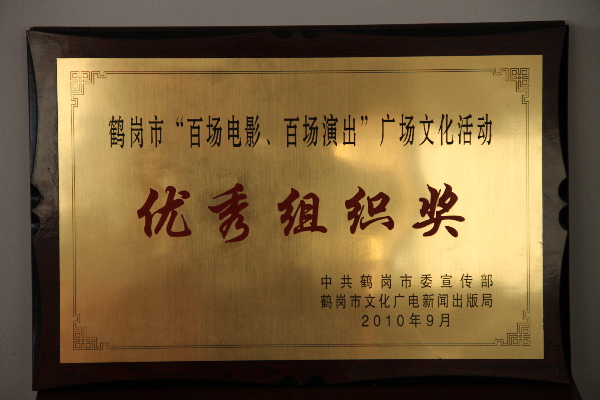 鹤岗市“百场电影、百场演出”广场文化活动
优秀组织奖
中共鹤岗市委宣传部
鹤岗市文化广电新闻出版局
2010年9月